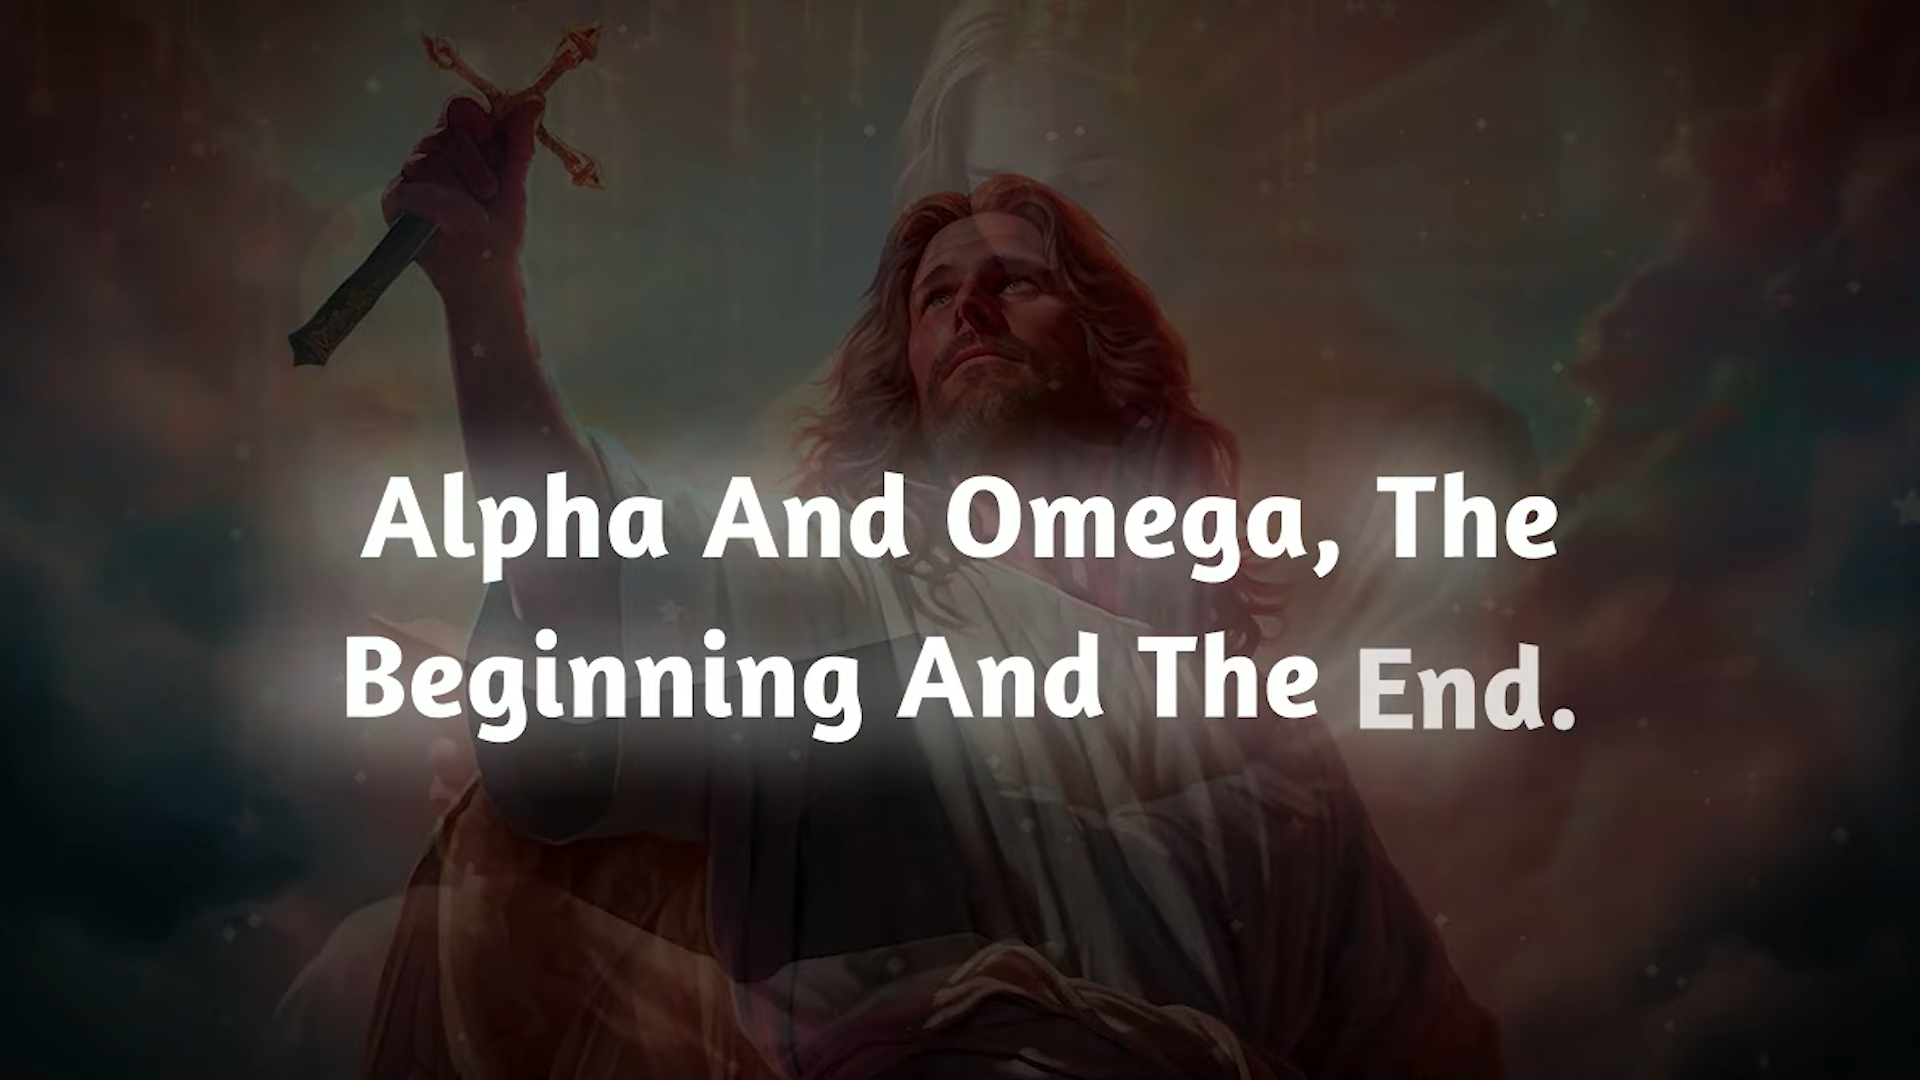 Alpha And Omega, The
Beginning And The End.